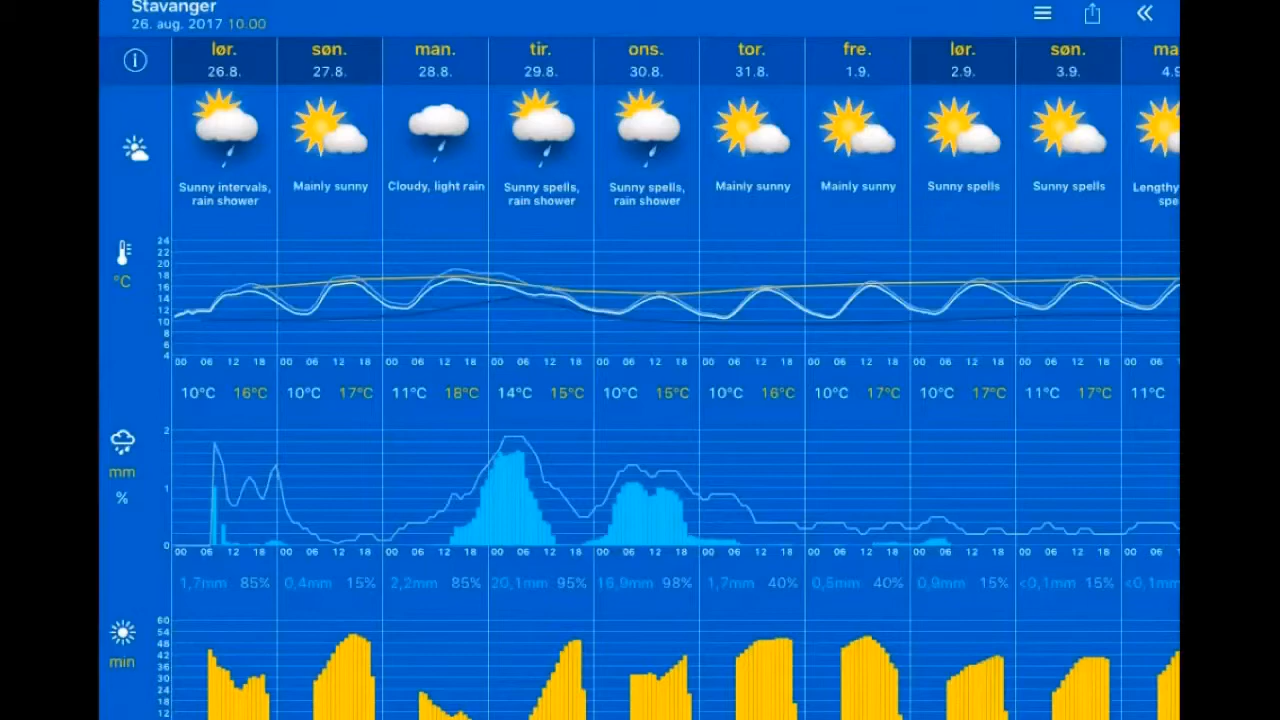 Stavanger
26. aug. 2017 10.00
lør. søn. man. tir. ons. tor. fre. lør. søn. ma
26.8. 27.8. 28.8. 29.8. 30.8. 31.8. 1.9. 2.9. 3.9. 4.9
Sunny intervals, rain shower
Mainly sunny
Cloudy, light rain
Sunny spells, rain shower
Sunny spells, rain shower
Mainly sunny
Mainly sunny
Sunny spells
Sunny spells
Lengthy
spe
°C
24
22
20
18
16
14
12
10
8
6
4
00 06 12 18 00 06 12 18 00 06 12 18 00 06 12 18 00 06 12 18 00 06 12 18 00 06 12 18 00 06 12 18 00 06 12 18 00 06 1
10°C 16°C 10°C 17°C 11°C 18°C 14°C 15°C 10°C 15°C 10°C 16°C 10°C 17°C 10°C 17°C 11°C 17°C 11°C
mm
%
2
1
0
00 06 12 18 00 06 12 18 00 06 12 18 00 06 12 18 00 06 12 18 00 06 12 18 00 06 12 18 00 06 12 18 00 06 12 18 00 06 1
1,7mm 85% 0,4mm 15% 2,2mm 85% 20,1mm 95% 16,9mm 98% 1,7mm 40% 0,5mm 40% 0,9mm 15% <0,1mm 15% <0,1mm
min
60
54
48
42
36
30
24
18
12